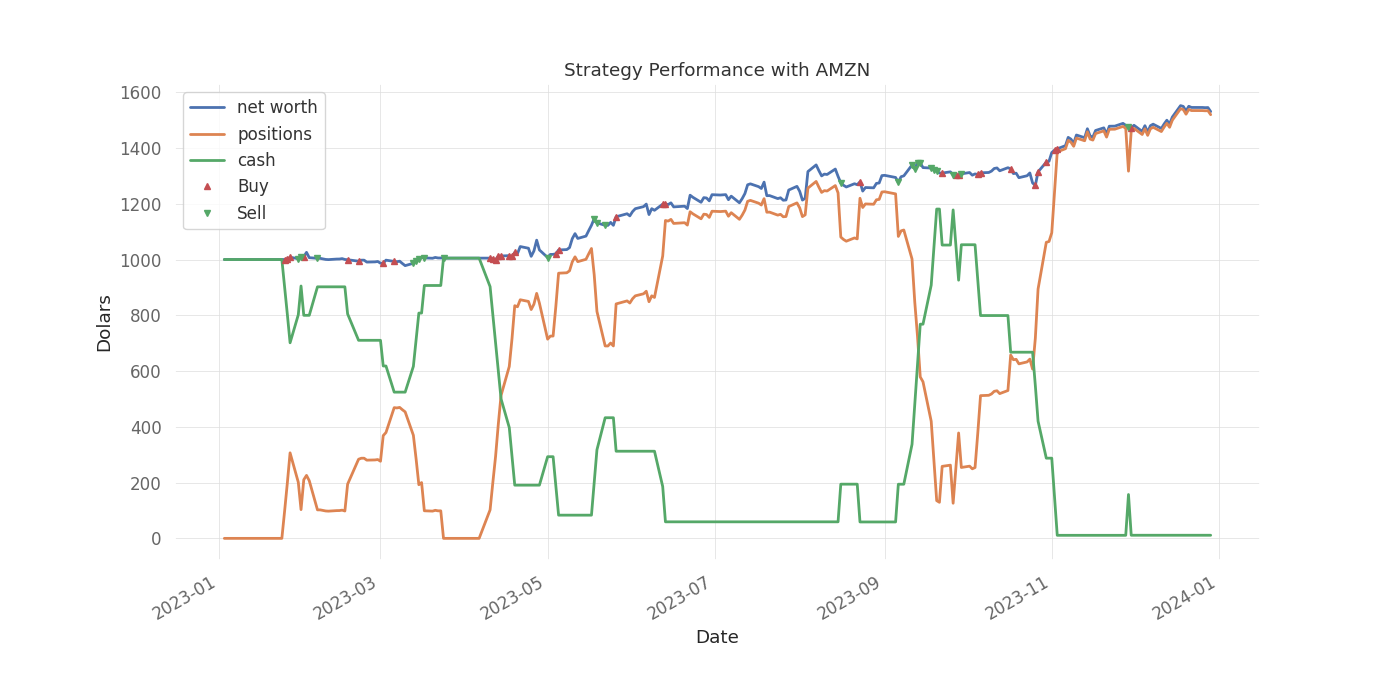 Strategy Performance with AMZN
1600
1400
1200
1000
800
600
400
200
0
Dolars
net worth
positions
cash
Buy
Sell
2023-01
2023-03
2023-05
2023-07
2023-09
2023-11
2024-01
Date